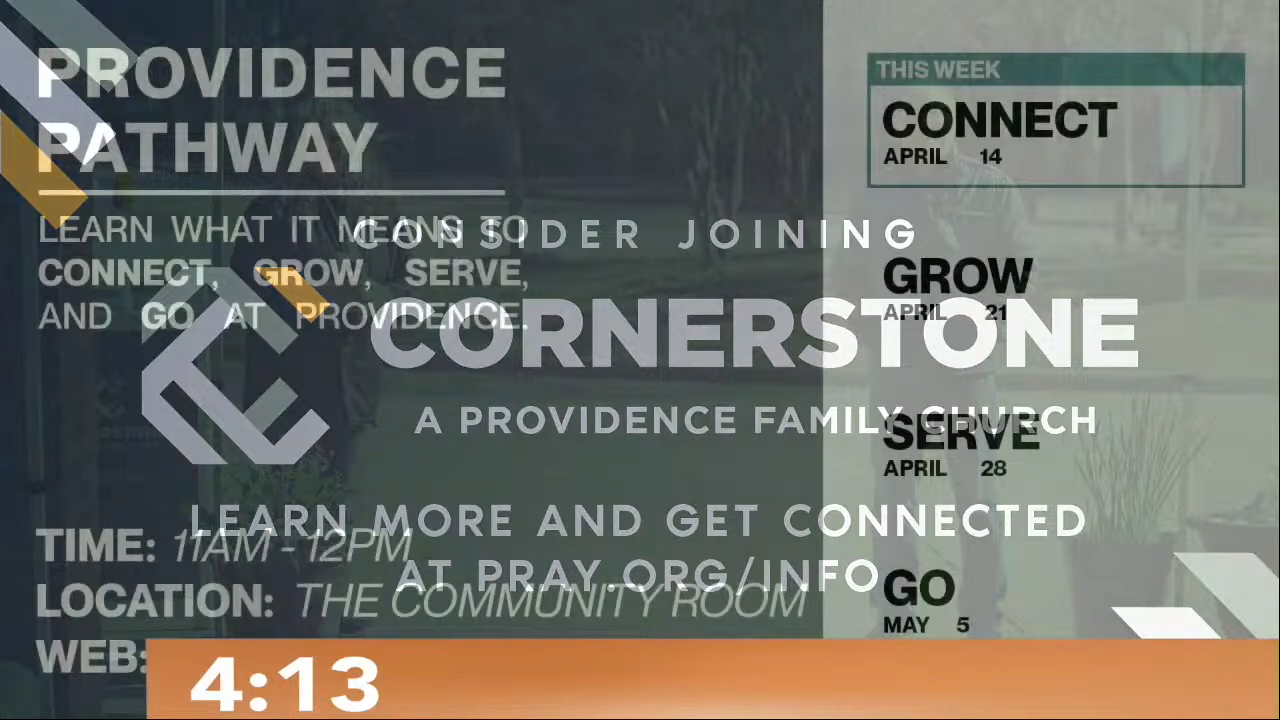 PROVIDENCE
PATHWAY
LEARN WHAT IT MEANS TO
CONNECT, GROW, SERVE,
AND GO AT PROVIDENCE.
TIME: 11AM - 12PM
LOCATION: THE COMMUNITY ROOM
WEB:
THIS WEEK
CONNECT
APRIL 14
GROW
APRIL 21
SERVE
APRIL 28
GO
MAY 5
CONSIDER JOINING
CORNERSTONE
A PROVIDENCE FAMILY CHURCH
LEARN MORE AND GET CONNECTED
AT PRAY.ORG/INFO
4:13